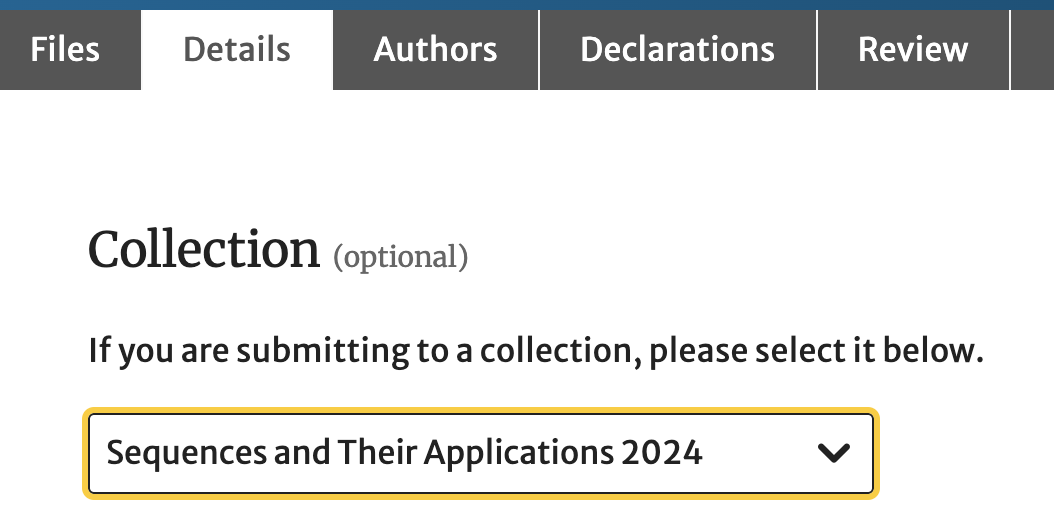 Files Details Authors Declarations Review
Collection (optional)
If you are submitting to a collection, please select it below.
Sequences and Their Applications 2024